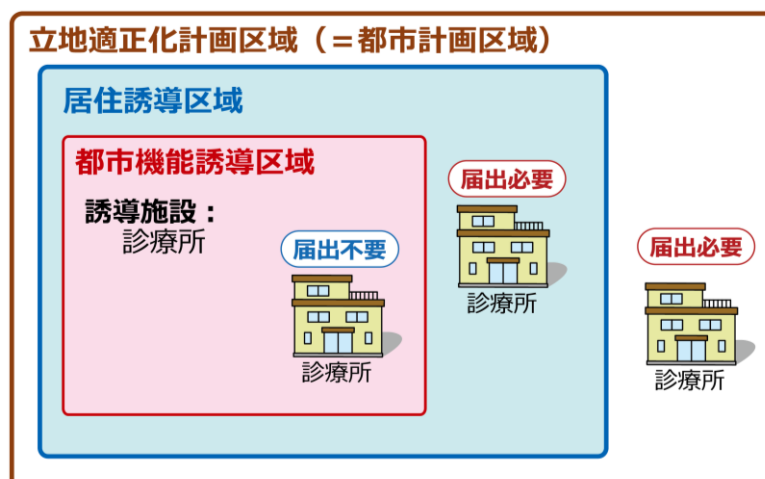 立地適正化計画区域（＝都市計画区域）
居住誘導区域
都市機能誘導区域
誘導施設：
診療所
届出不要
診療所
届出必要
診療所
届出必要
診療所